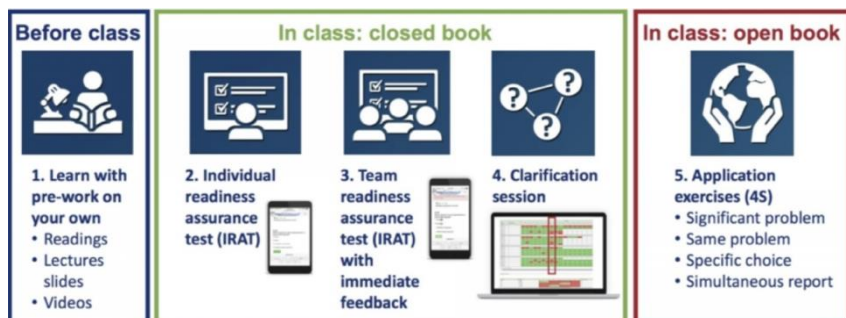 Before class
1. Learn with
pre-work on
your own
• Readings
• Lectures
slides
• Videos
In class: closed book
2. Individual
readiness
assurance
test (IRAT)
3. Team
readiness
assurance
test (IRAT)
with
immediate
feedback
4. Clarification
session
In class: open book
5. Application
exercises (4S)
• Significant problem
• Same problem
• Specific choice
• Simultaneous report